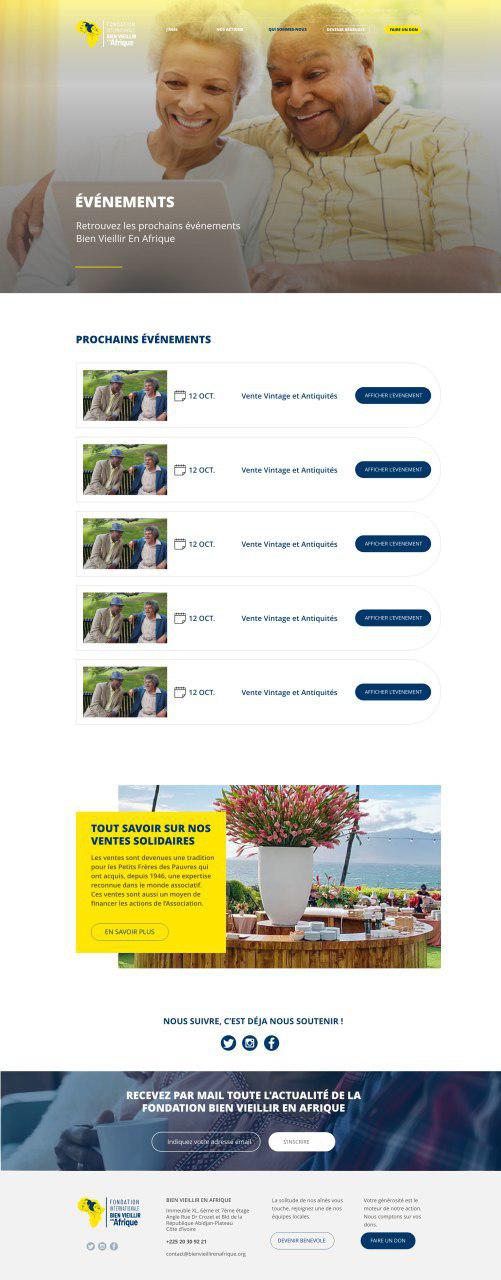 FONDATION
INTERNATIONALE
BIEN VIEILLIR
EN Afrique
NOS ACTIONS
QUI SOMMES-NOUS
DEVENIR BENEVOLE
FAIRE UN DON
ÉVÉNEMENTS
Retrouvez les prochains événements
Bien Vieillir En Afrique
PROCHAINS ÉVÉNEMENTS
12 OCT. Vente Vintage et Antiquités AFFICHER L'EVENEMENT
12 OCT. Vente Vintage et Antiquités AFFICHER L'EVENEMENT
12 OCT. Vente Vintage et Antiquités AFFICHER L'EVENEMENT
12 OCT. Vente Vintage et Antiquités AFFICHER L'EVENEMENT
12 OCT. Vente Vintage et Antiquités AFFICHER L'EVENEMENT
TOUT SAVOIR SUR NOS
VENTES SOLIDAIRES
Les ventes sont devenues une tradition
pour les Petits Frères des Pauvres qui
ont acquis, depuis 1946, une expertise
reconnue dans le monde associatif.
Ces ventes sont aussi un moyen de
financer les actions de l'Association.
EN SAVOIR PLUS
NOUS SUIVRE, C'EST DÉJA NOUS SOUTENIR !
RECEVEZ PAR MAIL TOUTE L'ACTUALITÉ DE LA
FONDATION BIEN VIEILLIR EN AFRIQUE
Indiquez votre adresse email
S'INSCRIRE
FONDATION
INTERNATIONALE
BIEN VIEILLIR
EN Afrique
BIEN VIEILLIR EN AFRIQUE
Immeuble XL, 6ème et 7ème étage
Angle Rue Dr Crozet et Bld de la
République Abidjan-Plateau
Côte d'Ivoire
+225 20 30 92 21
contact@bienvieillirenafrique.org
La solitude de nos aînés vous
touche, rejoignez une de nos
équipes locales.
DEVENIR BENEVOLE
Votre générosité est le
moteur de notre action.
Nous comptons sur vos
dons.
FAIRE UN DON